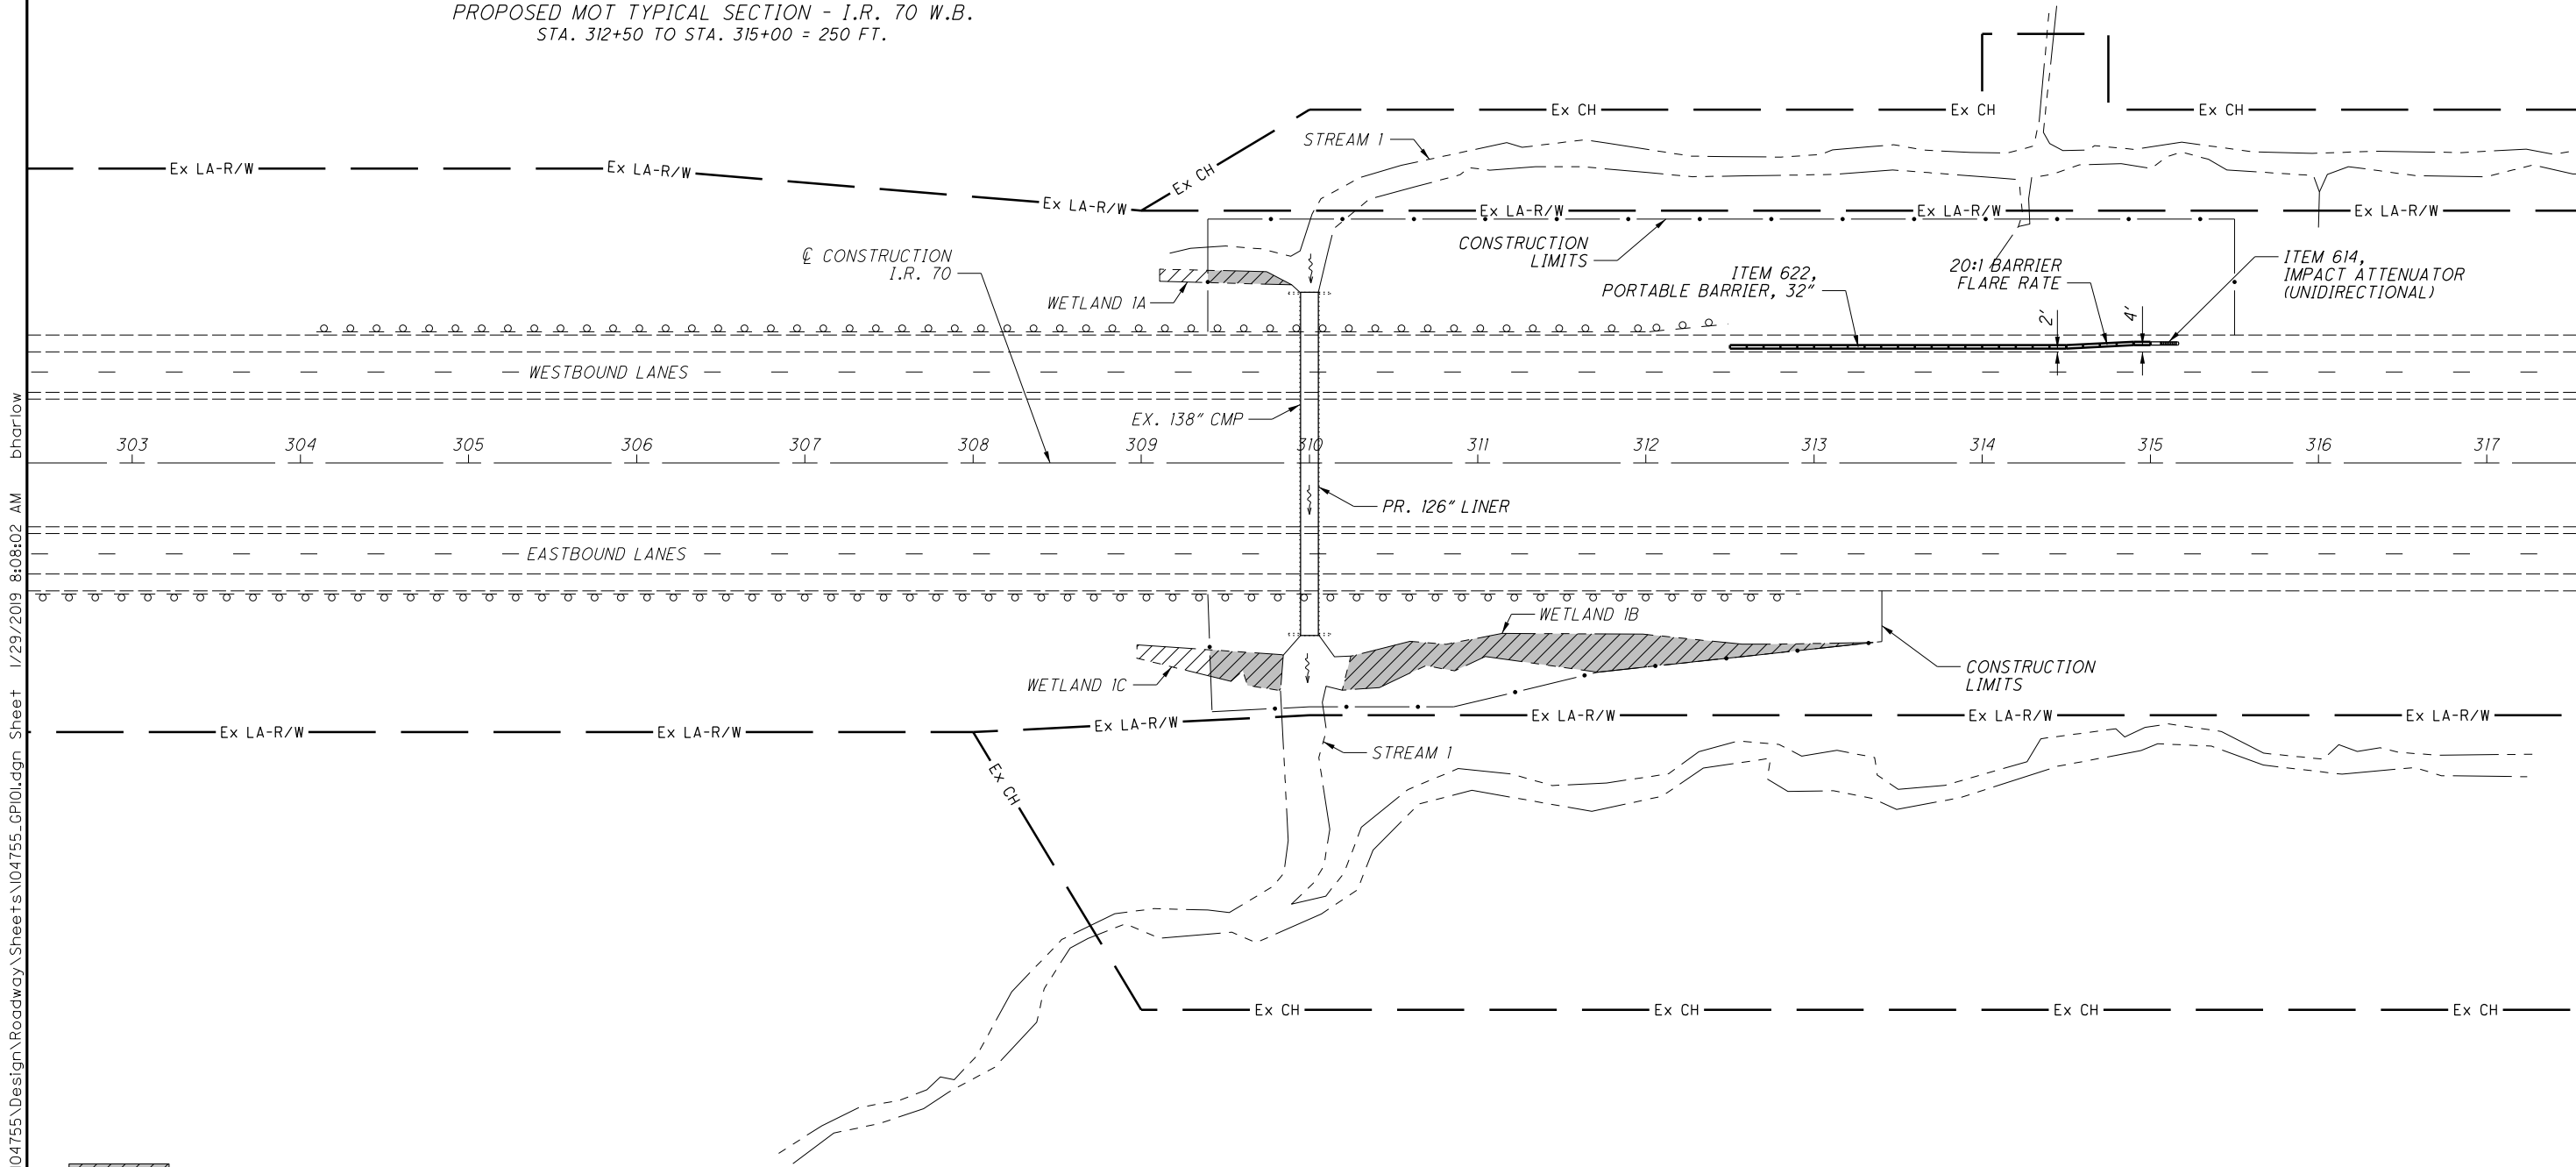 PROPOSED MOT TYPICAL SECTION - I.R. 70 W.B.
STA. 312+50 TO STA. 315+00 = 250 FT.
Ex CH
Ex CH
Ex CH
STREAM 1
Ex LA-R/W
Ex LA-R/W
Ex CH
Ex LA-R/W
Ex LA-R/W
Ex LA-R/W
Ex LA-R/W
℄ CONSTRUCTION
I.R. 70
CONSTRUCTION
LIMITS
ITEM 622,
PORTABLE BARRIER, 32"
20:1 BARRIER
FLARE RATE
ITEM 614,
IMPACT ATTENUATOR
(UNIDIRECTIONAL)
WETLAND 1A
2'
4'
WESTBOUND LANES
EX. 138" CMP
303 304 305 306 307 308 309 310 311 312 313 314 315 316 317
PR. 126" LINER
EASTBOUND LANES
WETLAND 1B
WETLAND 1C
CONSTRUCTION
LIMITS
Ex LA-R/W
Ex LA-R/W
Ex LA-R/W
Ex LA-R/W
Ex LA-R/W
Ex LA-R/W
STREAM 1
Ex CH
Ex CH
Ex CH
Ex CH
Ex CH
104755\Design\Roadway\Sheets\104755_GP101.dgn Sheet 1/29/2019 8:08:02 AM bharlow